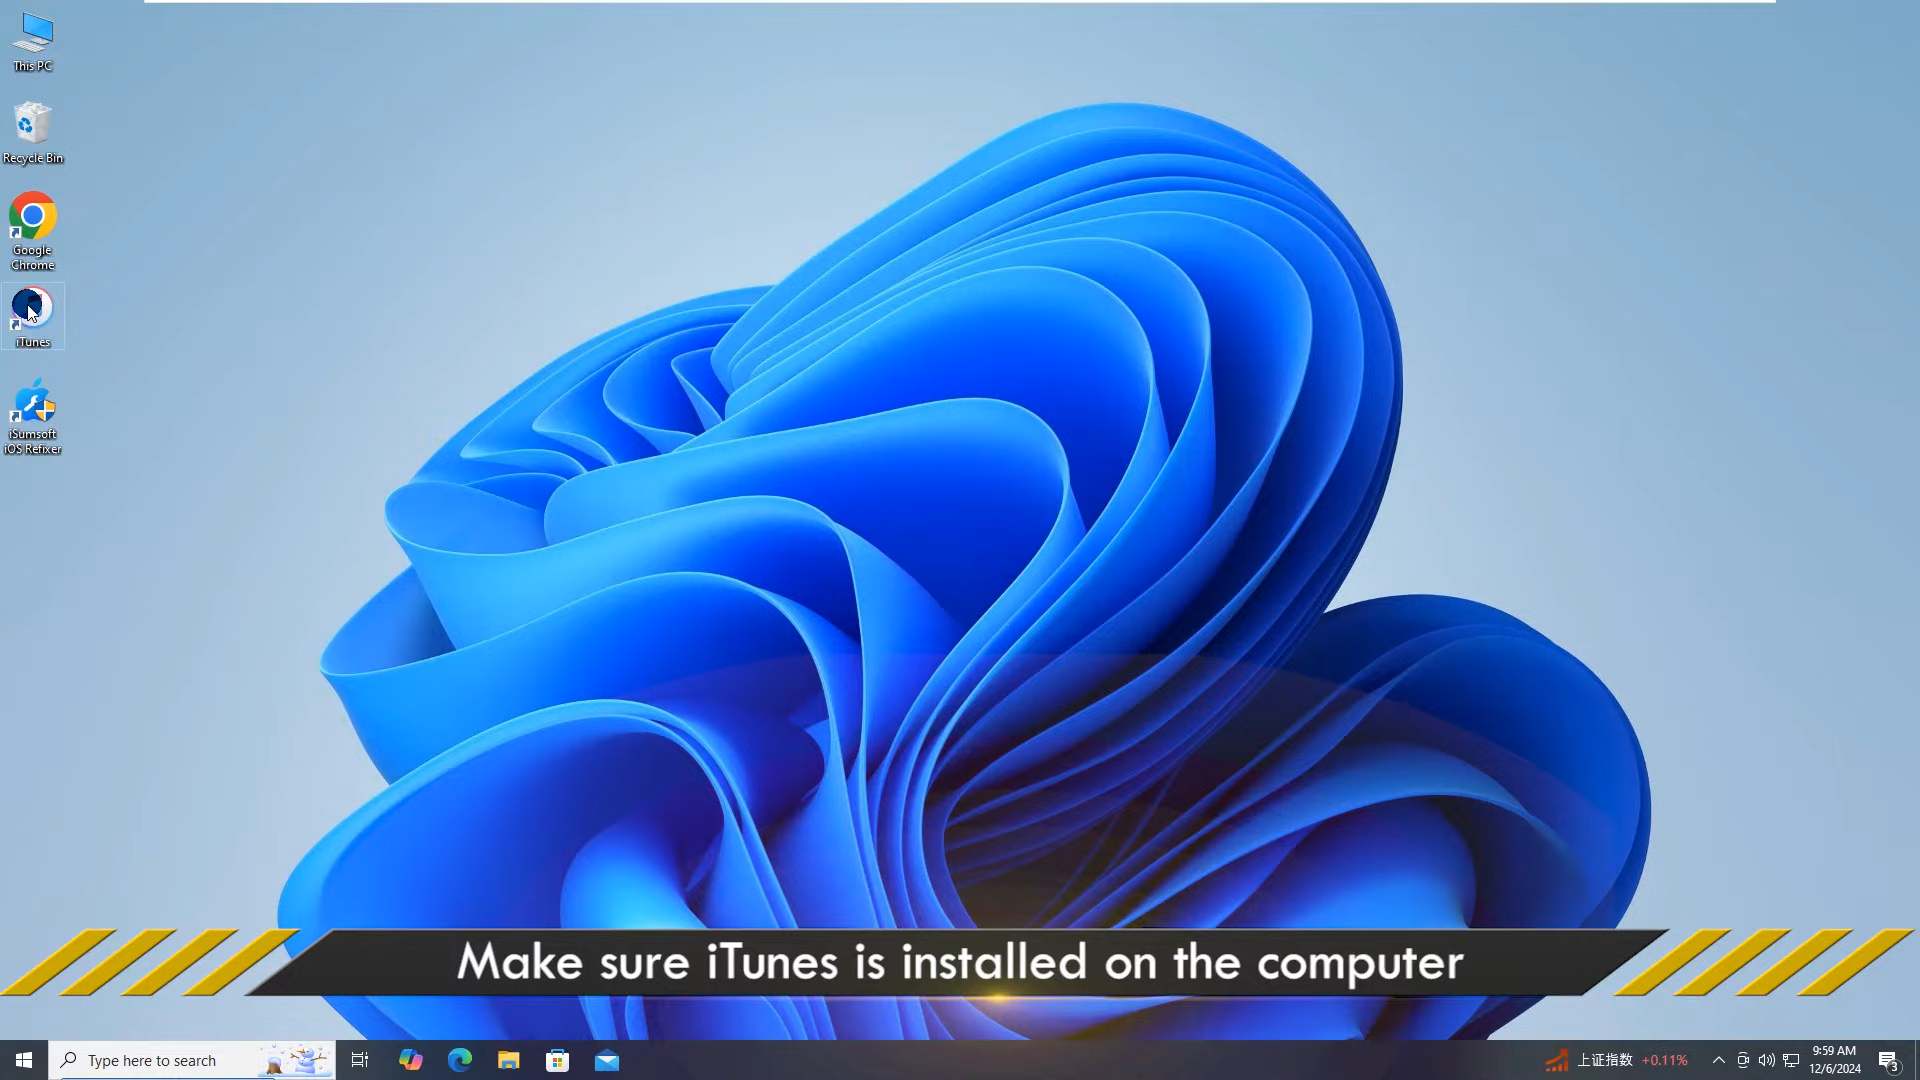 This PC
Recycle Bin
Google
Chrome
iTunes
iSumsoft
iOS Refixer
Make sure iTunes is installed on the computer
Type here to search
上证指数 +0.11%
9:59 AM
12/6/2024
3